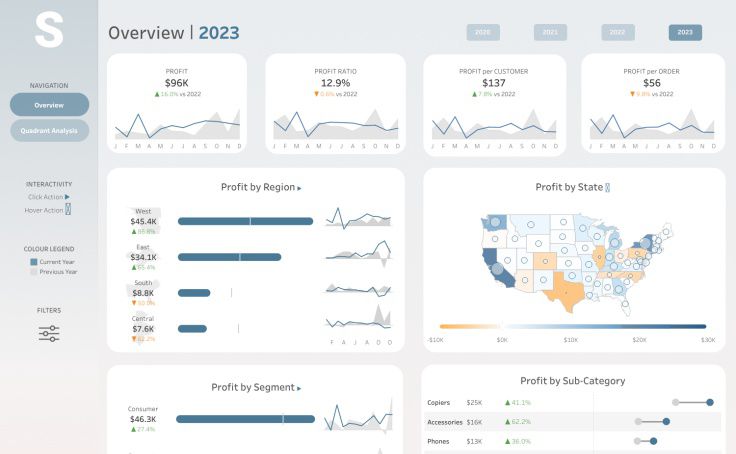 S
Overview | 2023
2020 2021 2022 2023
NAVIGATION
Overview
Quadrant Analysis
INTERACTIVITY
Click Action
Hover Action
COLOUR LEGEND
Current Year
Previous Year
FILTERS
PROFIT
$96K
▲ 16.0% vs 2022
J F M A M J J A S O N D
PROFIT RATIO
12.9%
▼ 0.6% vs 2022
J F M A M J J A S O N D
PROFIT per CUSTOMER
$137
▲ 7.8% vs 2022
J F M A M J J A S O N D
PROFIT per ORDER
$56
▼ 9.8% vs 2022
J F M A M J J A S O N D
Profit by Region
West
$45.4K
East
$34.1K
▲ 65.4%
South
$8.8K
Central
$7.6K
▼ 62.2%
F A J A O D
Profit by State
-$10K $0K $10K $20K $30K
Profit by Segment
Consumer
$46.3K
▲ 27.4%
Profit by Sub-Category
Copiers $25K ▲ 41.1%
Accessories $16K ▲ 62.2%
Phones $13K ▲ 36.0%